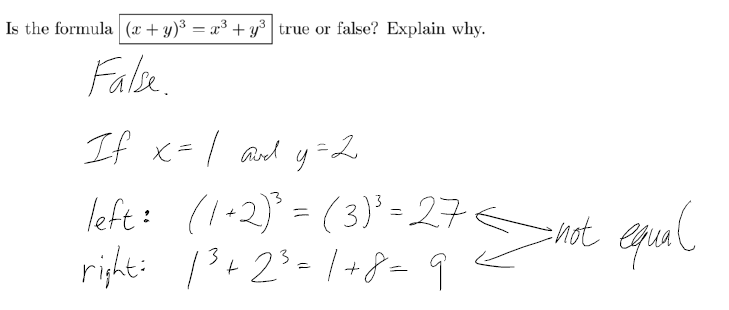 Is the formula (x + y)³ = x³ + y³ true or false? Explain why.
False.
If x = 1 and y = 2
left: (1+2)³ = (3)³ = 27
not equal
right: 1³ + 2³ = 1 + 8 = 9